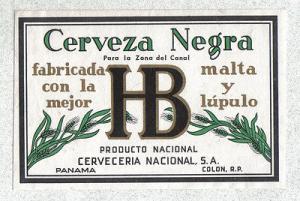 Cerveza Negra
Para la Zona del Canal
fabricada
con la
mejor
HB
malta
y
lúpulo
PRODUCTO NACIONAL
CERVECERIA NACIONAL, S.A.
PANAMA
COLON, R.P.